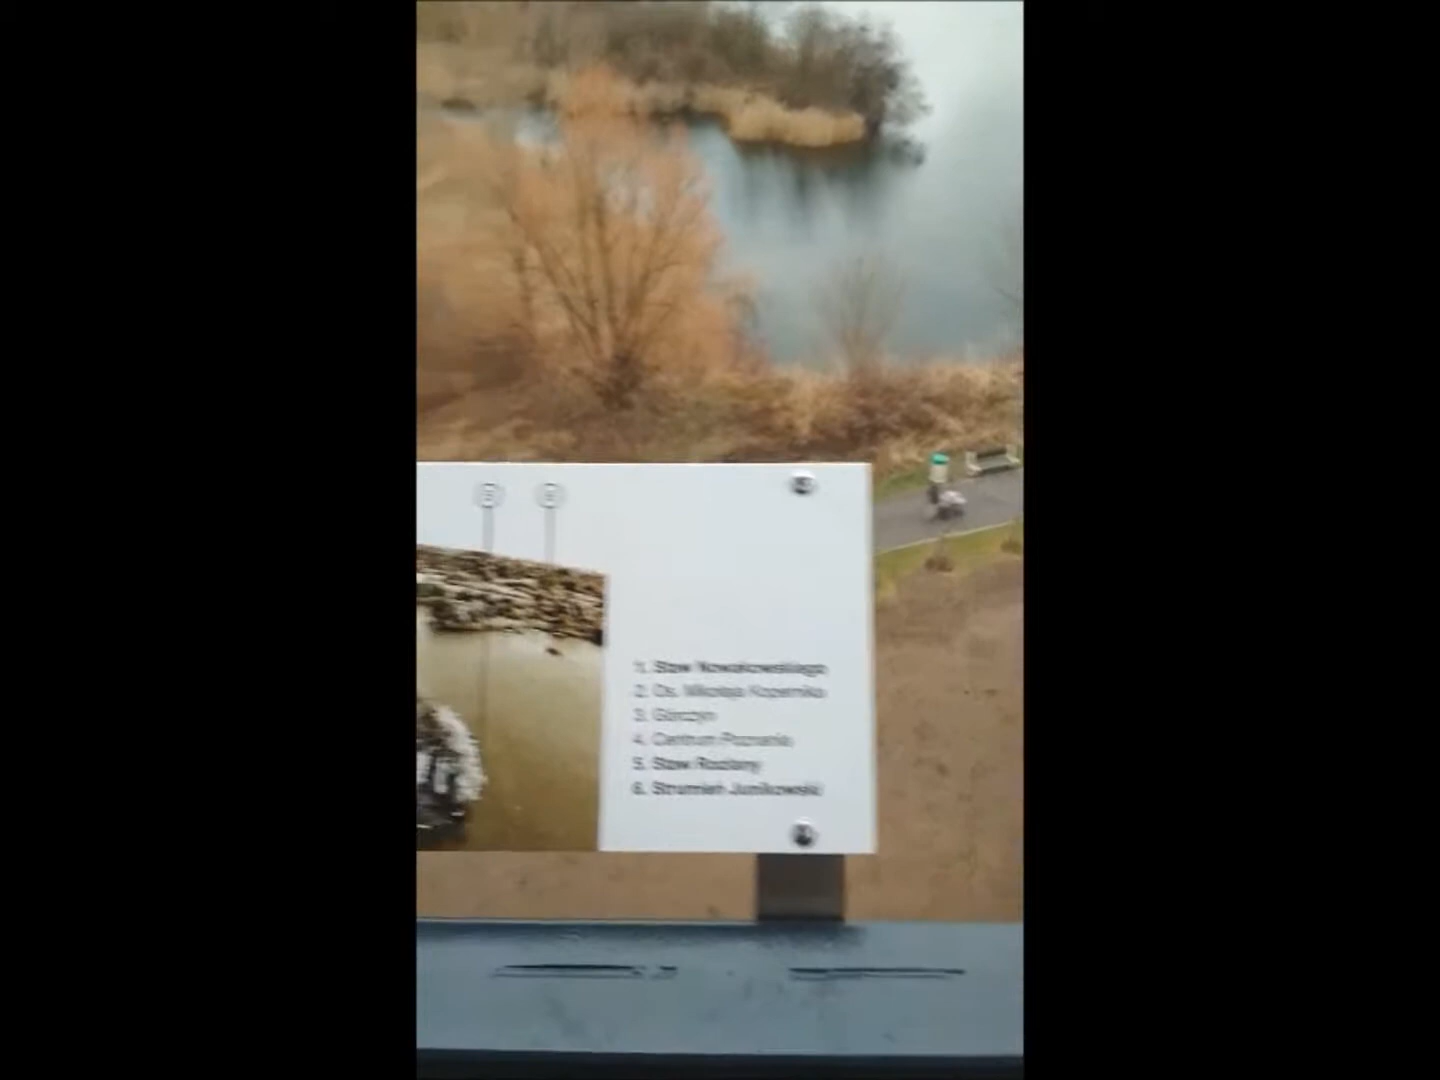 1. Staw Nowakowskiego
2. Os. Mikołaja Kopernika
3. Górczyn
4. Centrum Poznania
5. Staw Rozlany
6. Strumień Junikowski